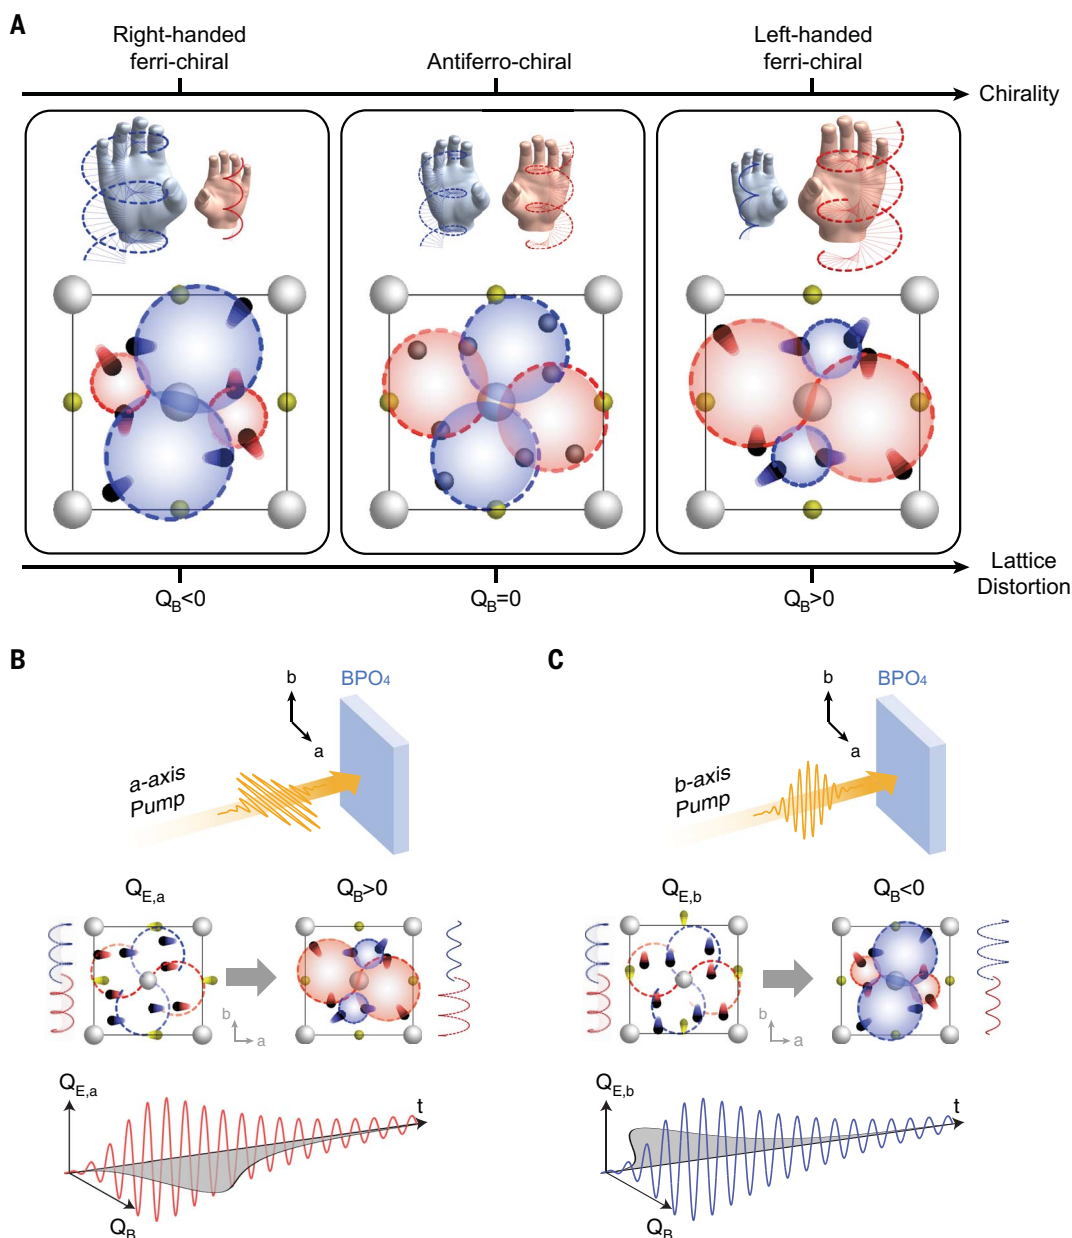 A
Right-handed
ferri-chiral
Antiferro-chiral
Left-handed
ferri-chiral
Chirality
Lattice
Distortion
Q_B<0
Q_B=0
Q_B>0
B
b
a
BPO₄
a-axis
Pump
Q_E,a
Q_B>0
b
a
Q_E,a
t
Q_B
C
b
a
BPO₄
b-axis
Pump
Q_E,b
Q_B<0
b
a
Q_E,b
t
Q_B